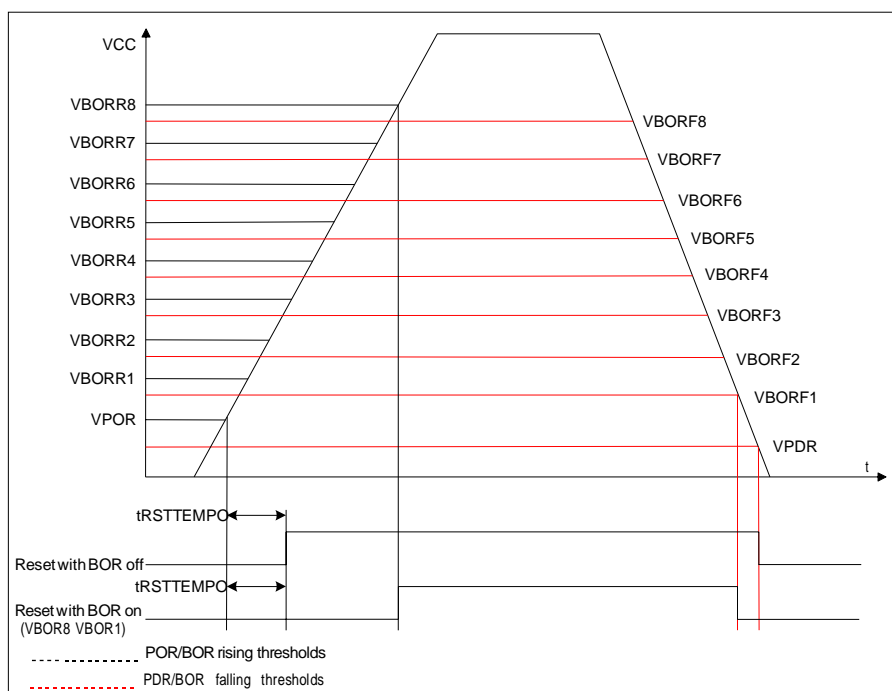 VCC
VBORR8
VBORF8
VBORR7
VBORF7
VBORR6
VBORF6
VBORR5
VBORF5
VBORR4
VBORF4
VBORR3
VBORF3
VBORR2
VBORF2
VBORR1
VBORF1
VPOR
VPDR
t
tRSTTEMPO
Reset with BOR off
tRSTTEMPO
Reset with BOR on
(VBOR8 VBOR1)
POR/BOR rising thresholds
PDR/BOR falling thresholds